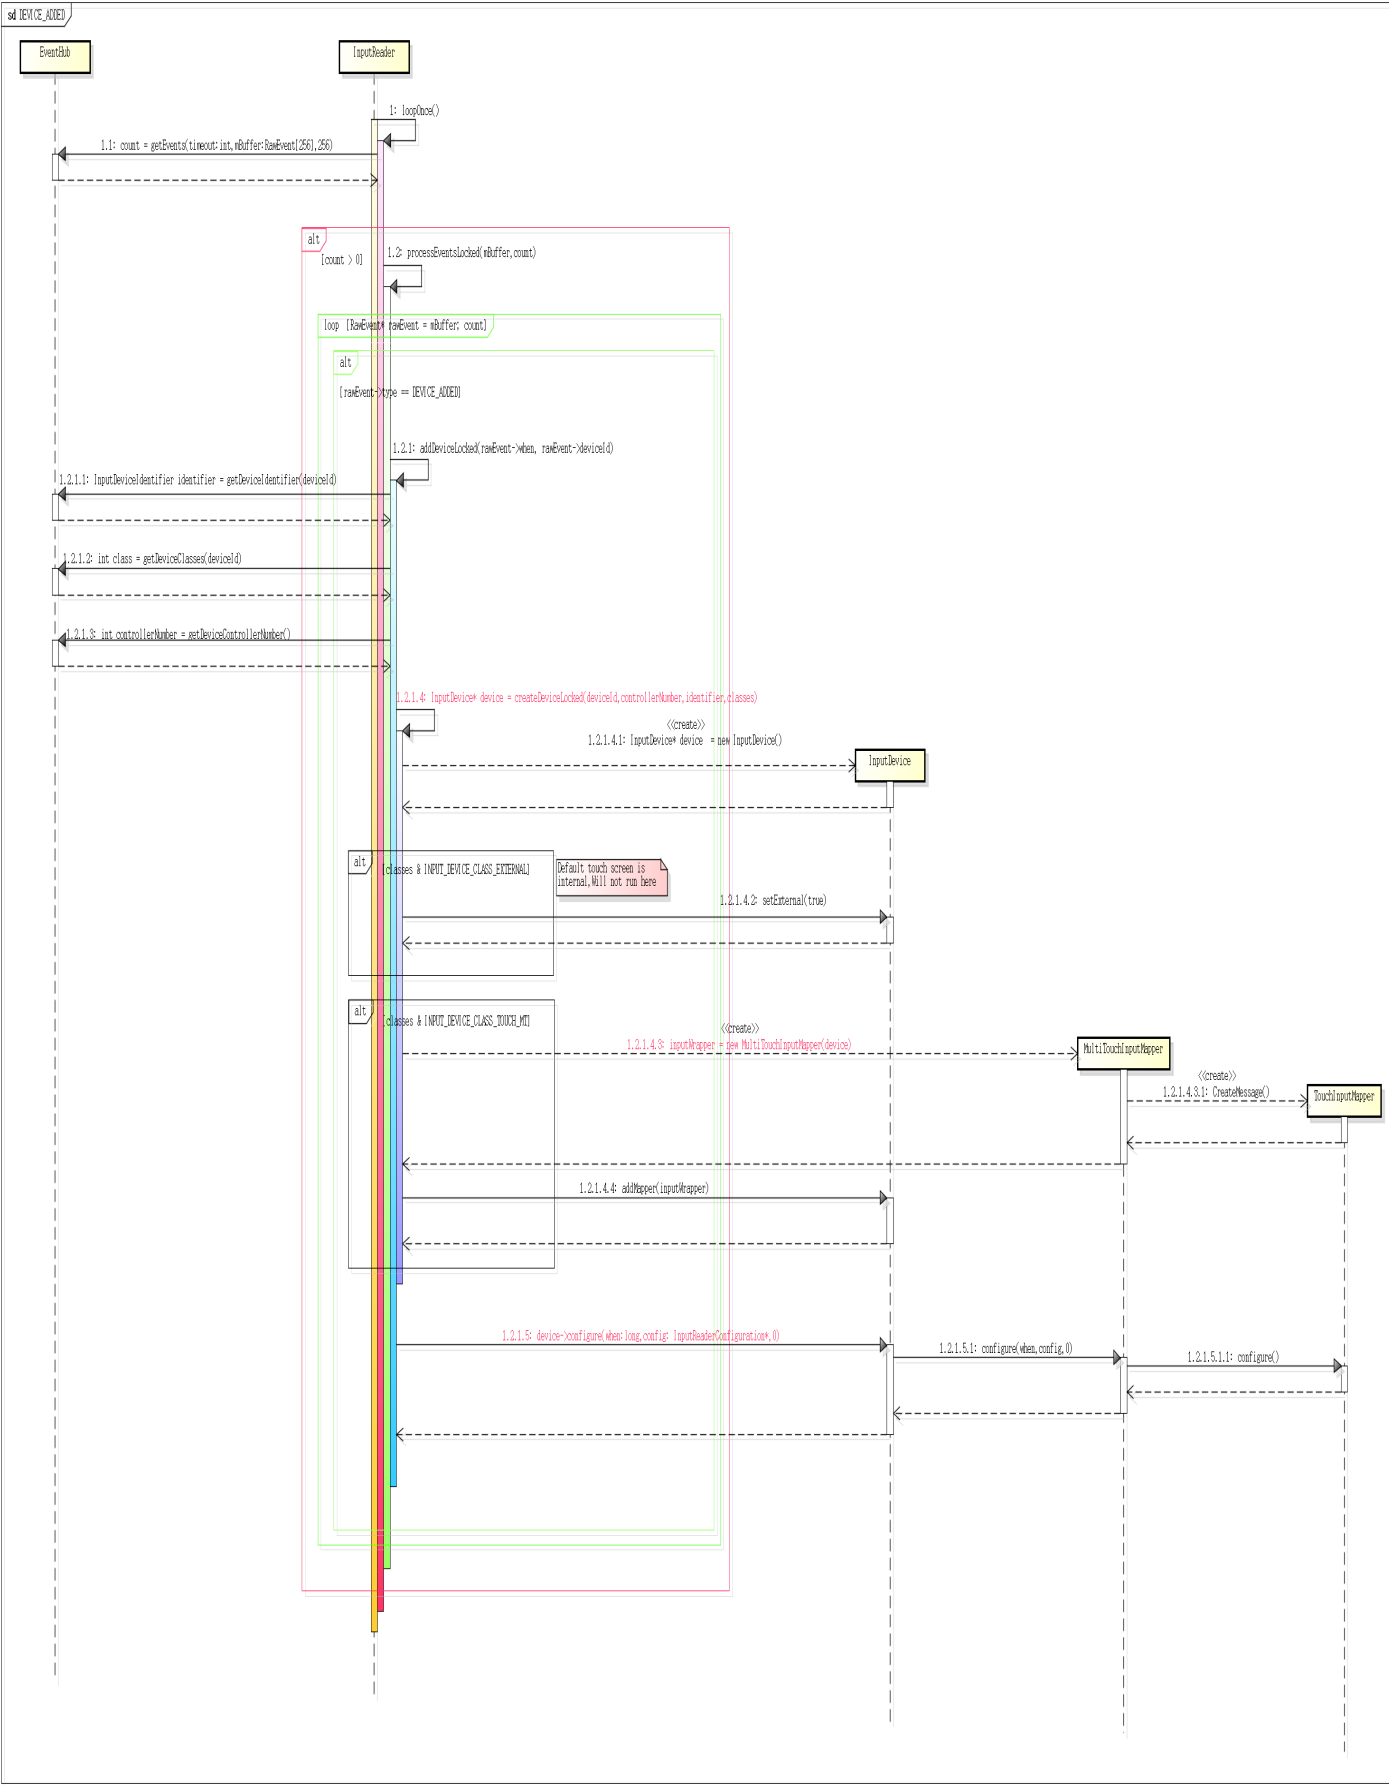 sd DEVICE_ADDED
EventHub
InputReader
1: loopOnce()
1.1: count = getEvents(timeout:int,mBuffer:RawEvent[256],256)
alt
[count > 0]
1.2: processEventsLocked(mBuffer,count)
loop [RawEvent* rawEvent = mBuffer; count]
alt
[rawEvent->type == DEVICE_ADDED]
1.2.1: addDeviceLocked(rawEvent->when, rawEvent->deviceId)
1.2.1.1: InputDeviceIdentifier identifier = getDeviceIdentifier(deviceId)
1.2.1.2: int class = getDeviceClasses(deviceId)
1.2.1.3: int controllerNumber = getDeviceControllerNumber()
1.2.1.4: InputDevice* device = createDeviceLocked(deviceId,controllerNumber,identifier,classes)
<<create>>
1.2.1.4.1: InputDevice* device = new InputDevice()
InputDevice
alt
[classes & INPUT_DEVICE_CLASS_EXTERNAL]
Default touch screen is
internal,Will not run here
1.2.1.4.2: setExternal(true)
alt
[classes & INPUT_DEVICE_CLASS_TOUCH_MT]
<<create>>
1.2.1.4.3: inputWrapper = new MultiTouchInputMapper(device)
MultiTouchInputMapper
<<create>>
1.2.1.4.3.1: CreateMessage()
TouchInputMapper
1.2.1.4.4: addMapper(inputWrapper)
1.2.1.5: device->configure(when:long,config: InputReaderConfiguration*,0)
1.2.1.5.1: configure(when,config,0)
1.2.1.5.1.1: configure()